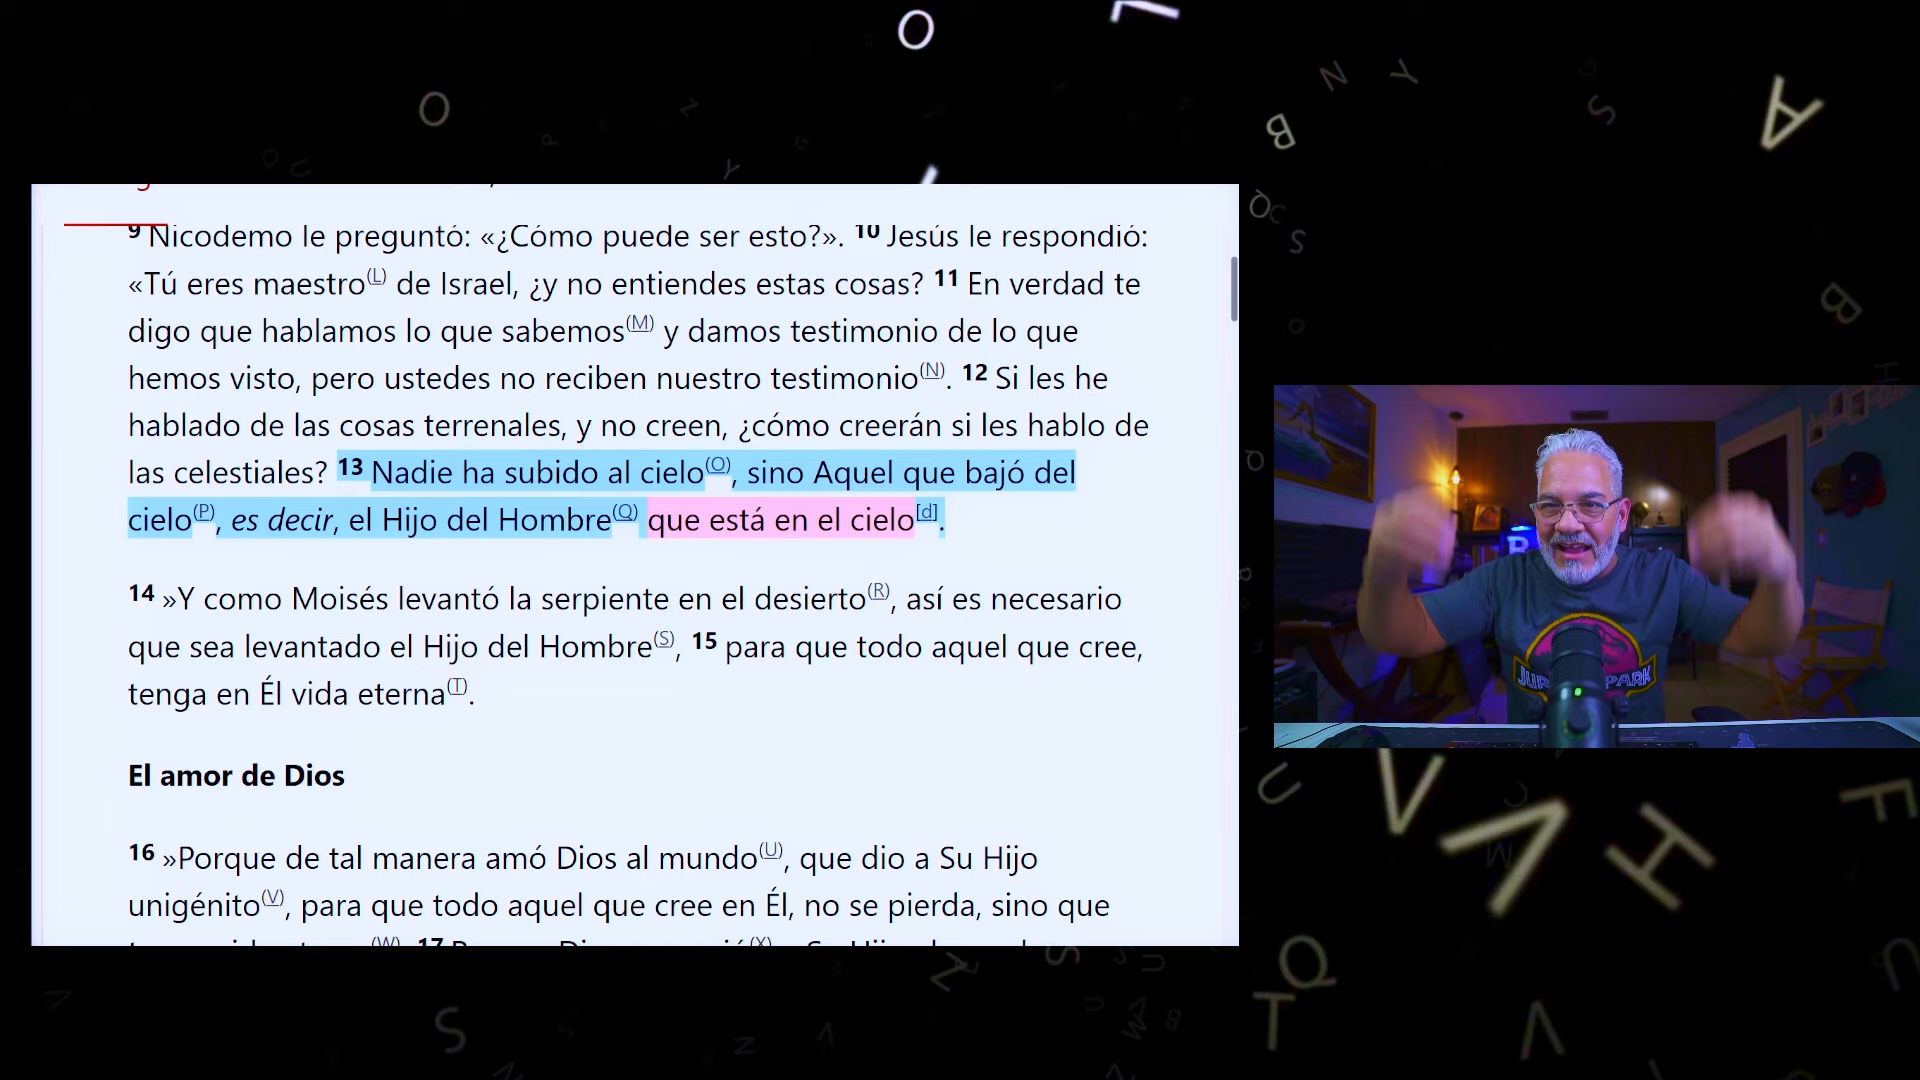 9 Nicodemo le preguntó: «¿Cómo puede ser esto?». 10 Jesús le respondió:
«Tú eres maestro(L) de Israel, ¿y no entiendes estas cosas? 11 En verdad te
digo que hablamos lo que sabemos(M) y damos testimonio de lo que
hemos visto, pero ustedes no reciben nuestro testimonio(N). 12 Si les he
hablado de las cosas terrenales, y no creen, ¿cómo creerán si les hablo de
las celestiales? 13 Nadie ha subido al cielo(O), sino Aquel que bajó del
cielo(P), es decir, el Hijo del Hombre(Q) que está en el cielo[d].
14 »Y como Moisés levantó la serpiente en el desierto(R), así es necesario
que sea levantado el Hijo del Hombre(S), 15 para que todo aquel que cree,
tenga en Él vida eterna(T).
El amor de Dios
16 »Porque de tal manera amó Dios al mundo(U), que dio a Su Hijo
unigénito(V), para que todo aquel que cree en Él, no se pierda, sino que
(W) 17 (X)
PARK